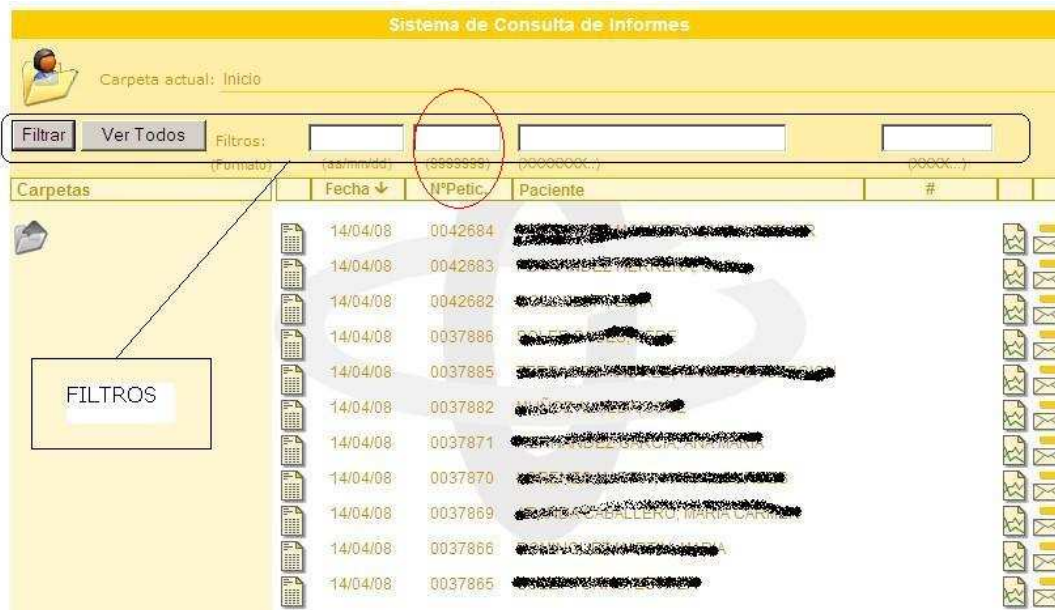 Sistema de Consulta de Informes
Carpeta actual: Inicio
Filtrar Ver Todos Filtros:
(Formato) (aa/mm/dd) (9999999) (XXXXXXX...) (XXXX...)
Carpetas Fecha NºPetic. Paciente #
14/04/08 0042684
14/04/08 0042683
14/04/08 0042682
14/04/08 0037886
14/04/08 0037885
14/04/08 0037882
14/04/08 0037871
14/04/08 0037870
14/04/08 0037869
14/04/08 0037866
14/04/08 0037865
FILTROS